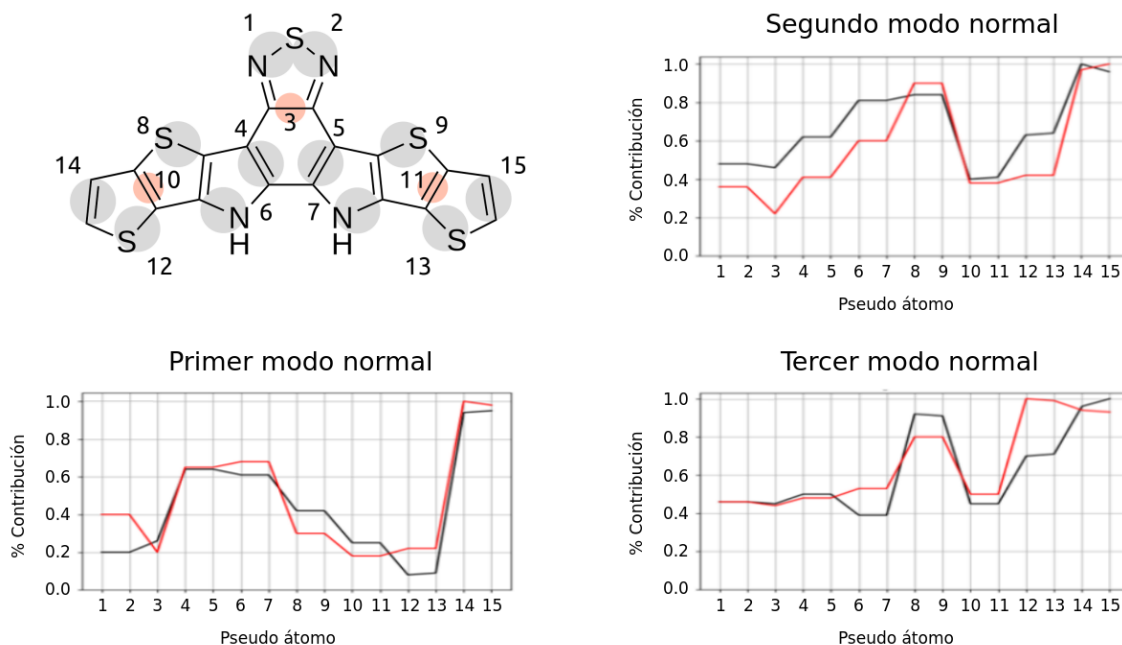 1 2
S
N N
3
8 4 5 9
S S
14 10 11 15
6 7
S N N S
H H
12 13
Segundo modo normal
% Contribución
1.0
0.8
0.6
0.4
0.2
0.0
1 2 3 4 5 6 7 8 9 10 11 12 13 14 15
Pseudo átomo
Primer modo normal
% Contribución
1.0
0.8
0.6
0.4
0.2
0.0
1 2 3 4 5 6 7 8 9 10 11 12 13 14 15
Pseudo átomo
Tercer modo normal
% Contribución
1.0
0.8
0.6
0.4
0.2
0.0
1 2 3 4 5 6 7 8 9 10 11 12 13 14 15
Pseudo átomo